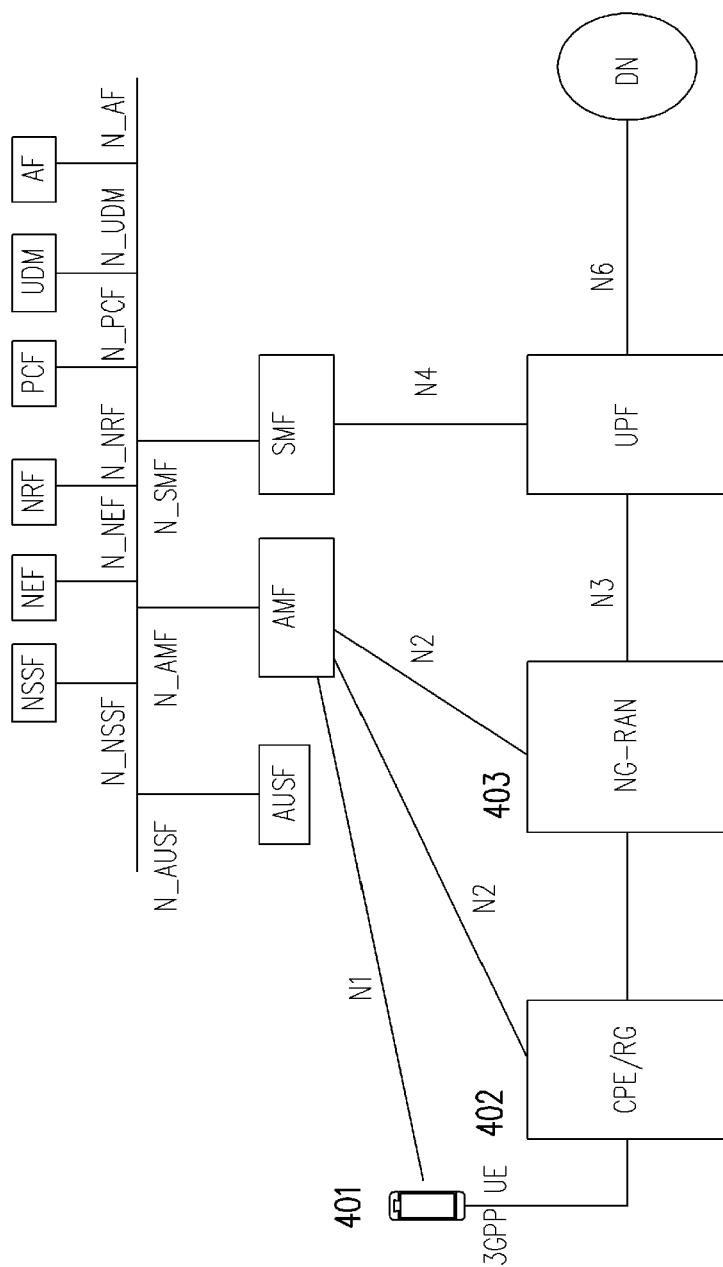 NSSF
NEF
NRF
PCF
UDM
AF
N_NSSF
N_NEF
N_NRF
N_PCF
N_UDM
N_AF
N_AUSF
N_AMF
N_SMF
AUSF
AMF
SMF
N1
N2
N2
N4
401
3GPP UE
402
CPE/RG
403
NG-RAN
N3
UPF
N6
DN